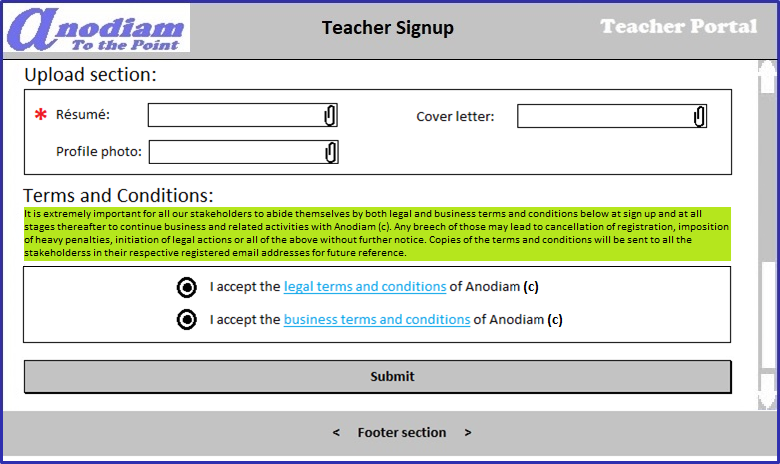 Anodiam
To the Point
Teacher Signup
Teacher Portal
Upload section:
* Résumé:
Cover letter:
Profile photo:
Terms and Conditions:
It is extremely important for all our stakeholders to abide themselves by both legal and business terms and conditions below at sign up and at all
stages thereafter to continue business and related activities with Anodiam (c). Any breech of those may lead to cancellation of registration, imposition
of heavy penalties, initiation of legal actions or all of the above without further notice. Copies of the terms and conditions will be sent to all the
stakeholderss in their respective registered email addresses for future reference.
I accept the legal terms and conditions of Anodiam (c)
I accept the business terms and conditions of Anodiam (c)
Submit
< Footer section >